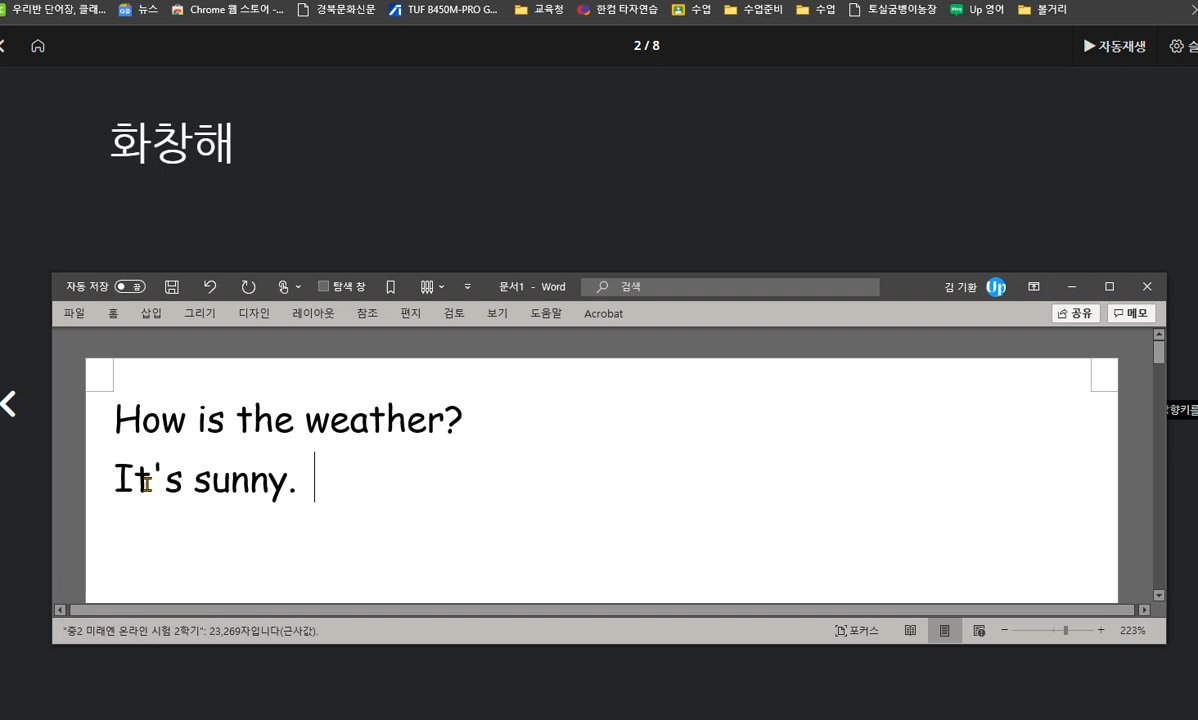 우리반 단어장, 클래... 뉴스 Chrome 웹 스토어 -... 경북문화신문 TUF B450M-PRO G... 교육청 한컴 타자연습 수업 수업준비 수업 토실굼벵이농장 Up 영어 볼거리
2 / 8
자동재생
화창해
자동 저장 끔 탐색 창 문서1 - Word 검색 김 기환 Up
파일 홈 삽입 그리기 디자인 레이아웃 참조 편지 검토 보기 도움말 Acrobat 공유 메모
How is the weather?
It's sunny.
"중2 미래엔 온라인 시험 2학기": 23,269자입니다(근사값). 포커스 223%